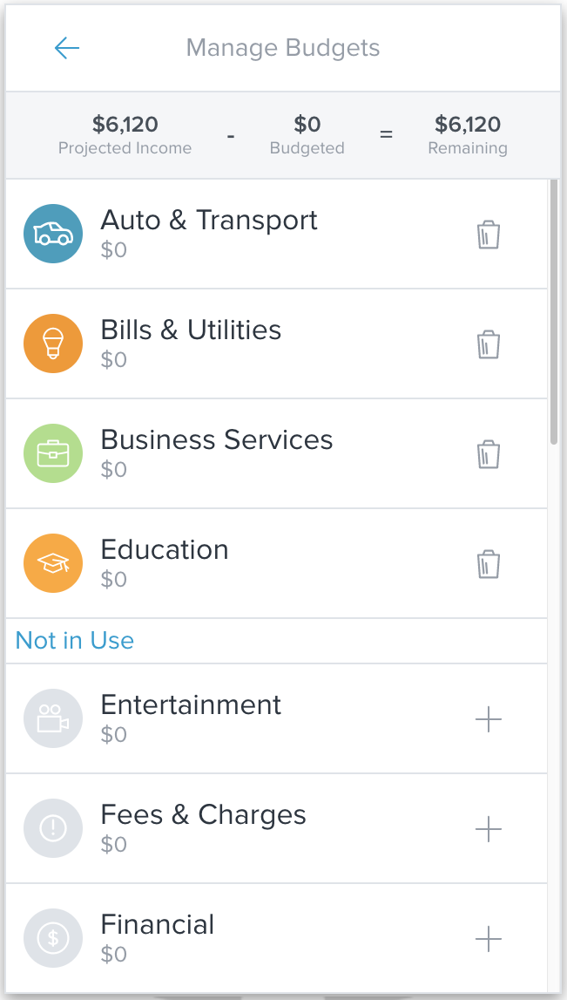 Manage Budgets
$6,120 - $0 = $6,120
Projected Income Budgeted Remaining
Auto & Transport
$0
Bills & Utilities
$0
Business Services
$0
Education
$0
Not in Use
Entertainment
$0
Fees & Charges
$0
Financial
$0